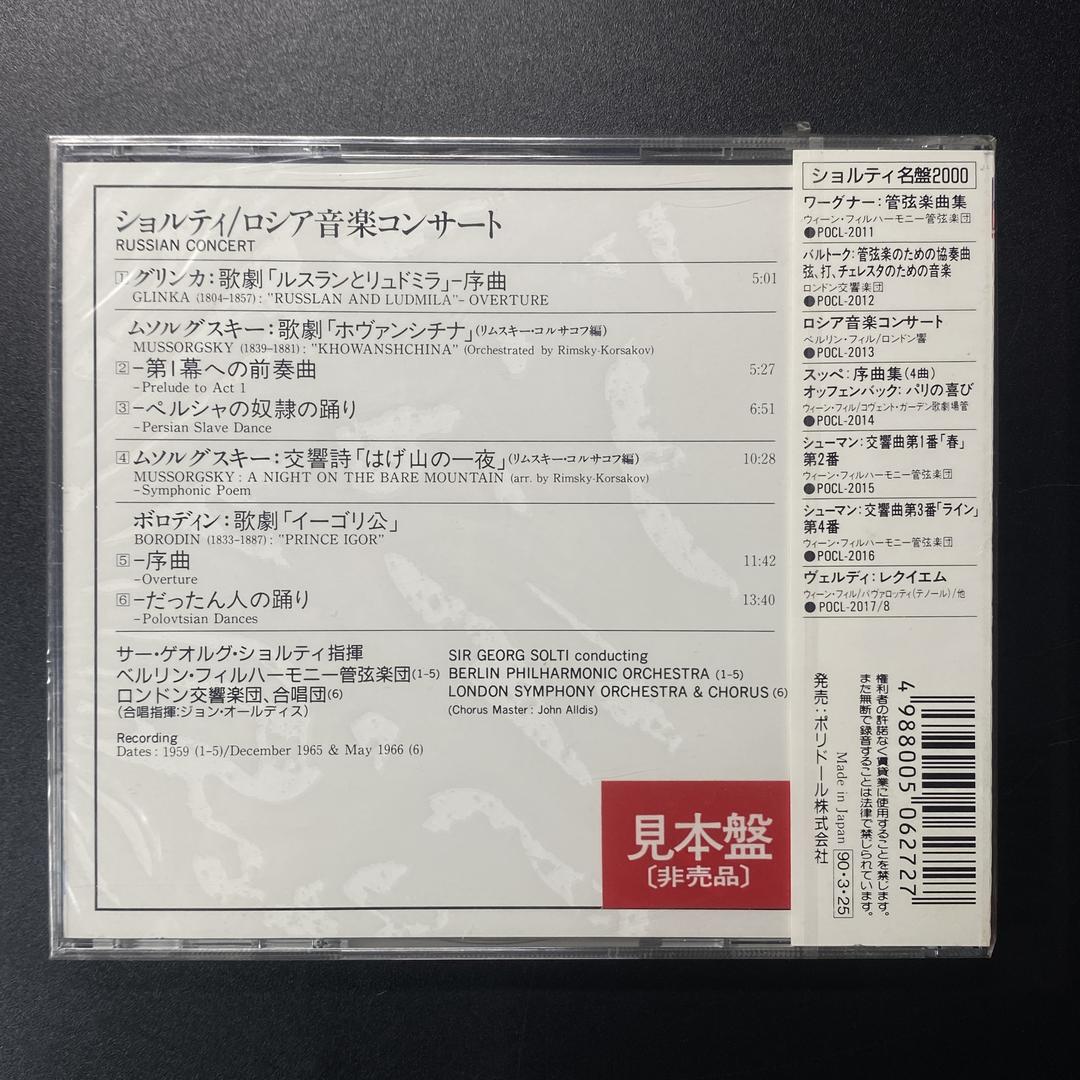 ショルティ/ロシア音楽コンサート
RUSSIAN CONCERT
1 グリンカ:歌劇「ルスランとリュドミラ」−序曲 5:01
GLINKA (1804–1857): "RUSSLAN AND LUDMILA"– OVERTURE
ムソルグスキー:歌劇「ホヴァンシチナ」(リムスキー・コルサコフ編)
MUSSORGSKY (1839–1881): "KHOWANSHCHINA" (Orchestrated by Rimsky-Korsakov)
2 −第1幕への前奏曲 5:27
–Prelude to Act 1
3 −ペルシャの奴隷の踊り 6:51
–Persian Slave Dance
4 ムソルグスキー:交響詩「はげ山の一夜」(リムスキー・コルサコフ編) 10:28
MUSSORGSKY: A NIGHT ON THE BARE MOUNTAIN (arr. by Rimsky-Korsakov)
–Symphonic Poem
ボロディン:歌劇「イーゴリ公」
BORODIN (1833–1887): "PRINCE IGOR"
5 −序曲 11:42
–Overture
6 −だったん人の踊り 13:40
–Polovtsian Dances
サー・ゲオルグ・ショルティ指揮
ベルリン・フィルハーモニー管弦楽団(1–5)
ロンドン交響楽団、合唱団(6)
(合唱指揮:ジョン・オールディス)
SIR GEORG SOLTI conducting
BERLIN PHILHARMONIC ORCHESTRA (1–5)
LONDON SYMPHONY ORCHESTRA & CHORUS (6)
(Chorus Master: John Alldis)
Recording
Dates: 1959 (1–5)/December 1965 & May 1966 (6)
見本盤
〔非売品〕
ショルティ名盤2000
ワーグナー:管弦楽曲集
ウィーン・フィルハーモニー管弦楽団
●POCL-2011
バルトーク:管弦楽のための協奏曲
弦、打、チェレスタのための音楽
ロンドン交響楽団
●POCL-2012
ロシア音楽コンサート
ベルリン・フィル/ロンドン響
●POCL-2013
スッペ:序曲集(4曲)
オッフェンバック:パリの喜び
ウィーン・フィル/コヴェント・ガーデン歌劇場管
●POCL-2014
シューマン:交響曲第1番「春」
第2番
ウィーン・フィルハーモニー管弦楽団
●POCL-2015
シューマン:交響曲第3番「ライン」
第4番
ウィーン・フィルハーモニー管弦楽団
●POCL-2016
ヴェルディ:レクイエム
ウィーン・フィル/パヴァロッティ(テノール)/他
●POCL-2017/8
4 988005 062727
権利者の許諾なく賃貸業に使用することを禁じます。
また無断で録音することは法律で禁じられています。
Made in Japan 90・3・25
発売:ポリドール株式会社